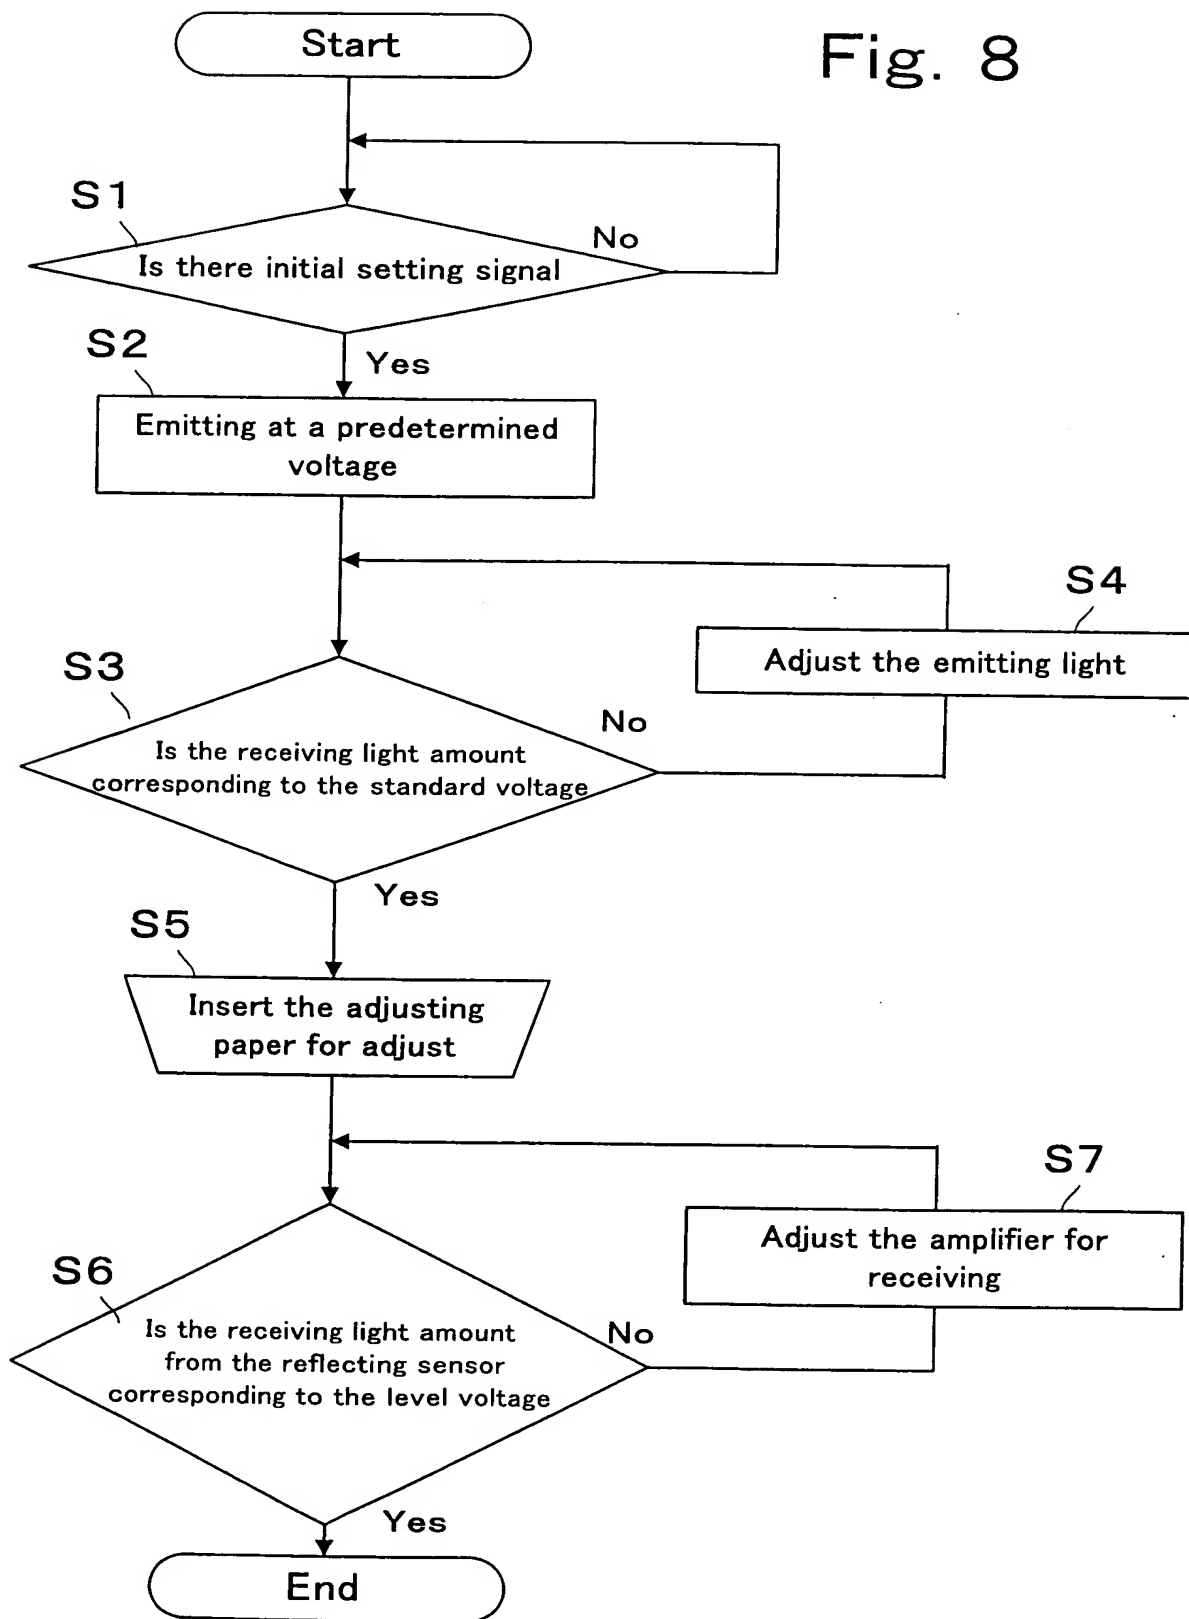 Fig. 8
Start
S1
Is there initial setting signal
No
Yes
S2
Emitting at a predetermined
voltage
S3
Is the receiving light amount
corresponding to the standard voltage
No
S4
Adjust the emitting light
Yes
S5
Insert the adjusting
paper for adjust
S6
Is the receiving light amount
from the reflecting sensor
corresponding to the level voltage
No
S7
Adjust the amplifier for
receiving
Yes
End